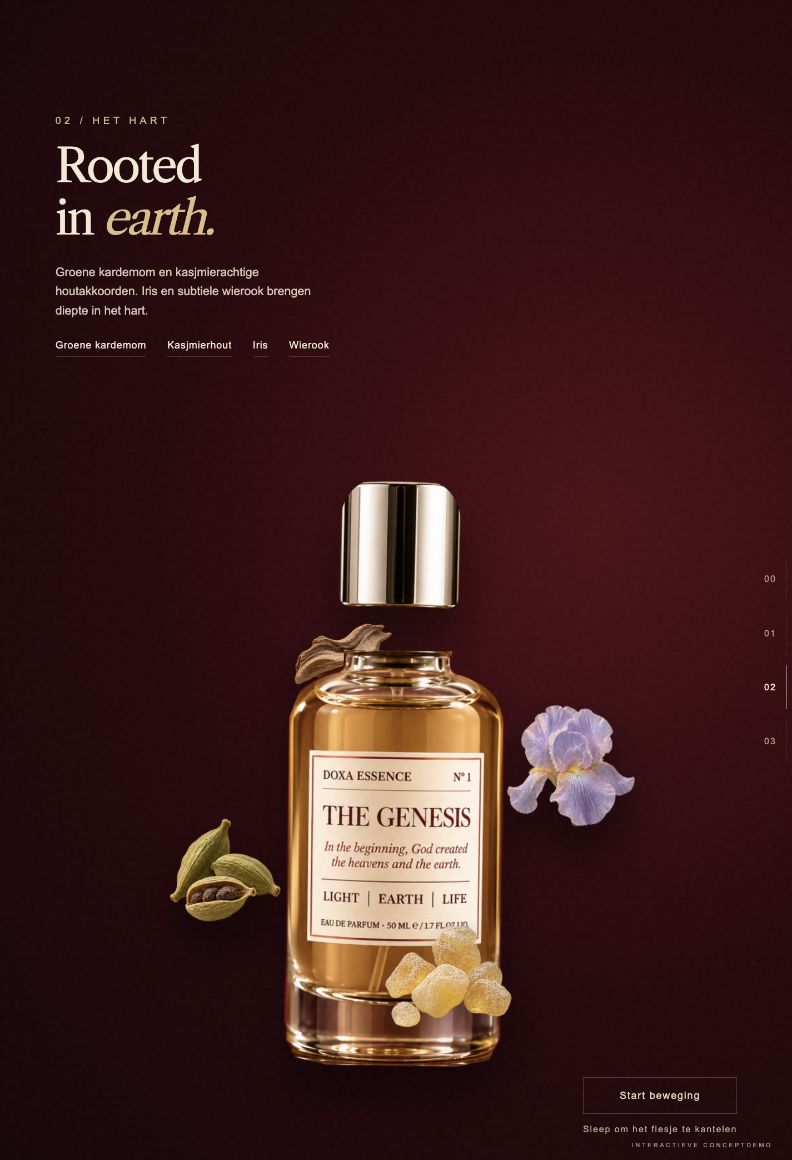 02 / HET HART
Rooted
in earth.
Groene kardemom en kasjmierachtige
houtakkoorden. Iris en subtiele wierook brengen
diepte in het hart.
Groene kardemom Kasjmierhout Iris Wierook
00
01
02
03
DOXA ESSENCE Nº 1
THE GENESIS
In the beginning, God created
the heavens and the earth.
LIGHT | EARTH | LIFE
EAU DE PARFUM · 50 ML ℮ / 1.7 FL.OZ
Start beweging
Sleep om het flesje te kantelen
INTERACTIEVE CONCEPTDEMO